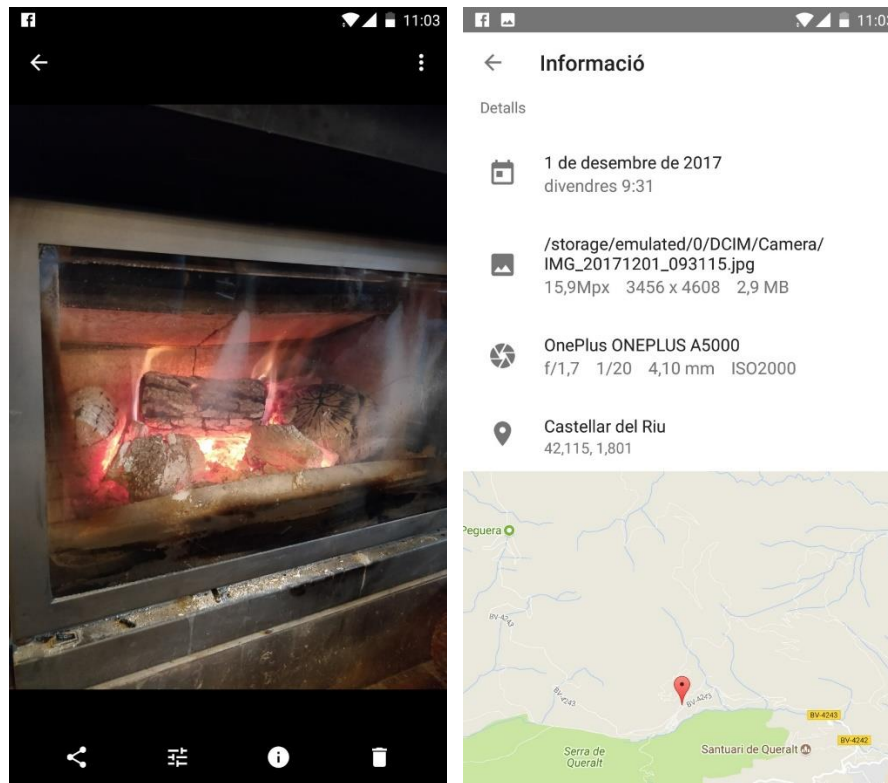 11:03
11:03
Informació
Detalls
1 de desembre de 2017
divendres 9:31
/storage/emulated/0/DCIM/Camera/
IMG_20171201_093115.jpg
15,9Mpx 3456 x 4608 2,9 MB
OnePlus ONEPLUS A5000
f/1,7 1/20 4,10 mm ISO2000
Castellar del Riu
42,115, 1,801
Peguera
BV-4243
BV-4243
BV-4243
BV-4243
BV-4242
Serra de
Queralt
Santuari de Queralt